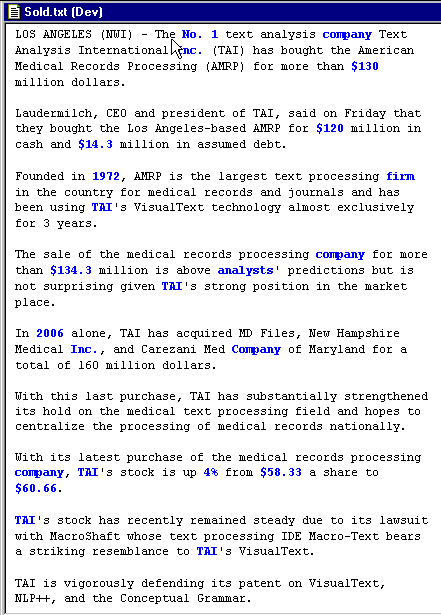 Sold.txt (Dev)
LOS ANGELES (NWI) - The No. 1 text analysis company Text
Analysis International Inc. (TAI) has bought the American
Medical Records Processing (AMRP) for more than $130
million dollars.
Laudermilch, CEO and president of TAI, said on Friday that
they bought the Los Angeles-based AMRP for $120 million in
cash and $14.3 million in assumed debt.
Founded in 1972, AMRP is the largest text processing firm
in the country for medical records and journals and has
been using TAI's VisualText technology almost exclusively
for 3 years.
The sale of the medical records processing company for more
than $134.3 million is above analysts' predictions but is
not surprising given TAI's strong position in the market
place.
In 2006 alone, TAI has acquired MD Files, New Hampshire
Medical Inc., and Carezani Med Company of Maryland for a
total of 160 million dollars.
With this last purchase, TAI has substantially strengthened
its hold on the medical text processing field and hopes to
centralize the processing of medical records nationally.
With its latest purchase of the medical records processing
company, TAI's stock is up 4% from $58.33 a share to
$60.66.
TAI's stock has recently remained steady due to its lawsuit
with MacroShaft whose text processing IDE Macro-Text bears
a striking resemblance to TAI's VisualText.
TAI is vigorously defending its patent on VisualText,
NLP++, and the Conceptual Grammar.